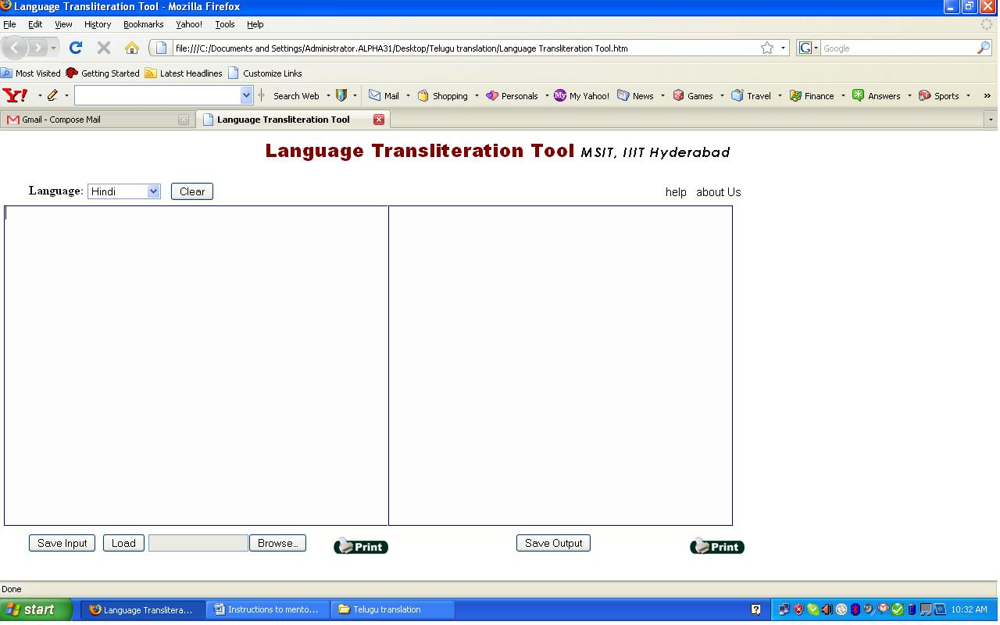 Language Transliteration Tool - Mozilla Firefox
File Edit View History Bookmarks Yahoo! Tools Help
file:///C:/Documents and Settings/Administrator.ALPHA31/Desktop/Telugu translation/Language Transliteration Tool.htm G Google
Most Visited Getting Started Latest Headlines Customize Links
Y! Search Web Mail Shopping Personals My My Yahoo! News Games Travel Finance Answers Sports »
Gmail - Compose Mail Language Transliteration Tool
Language Transliteration Tool MSIT, IIIT Hyderabad
Language: Hindi Clear help about Us
Save Input Load Browse... Print Save Output Print
Done
start Language Translitera... Instructions to mento... Telugu translation ? 10:32 AM